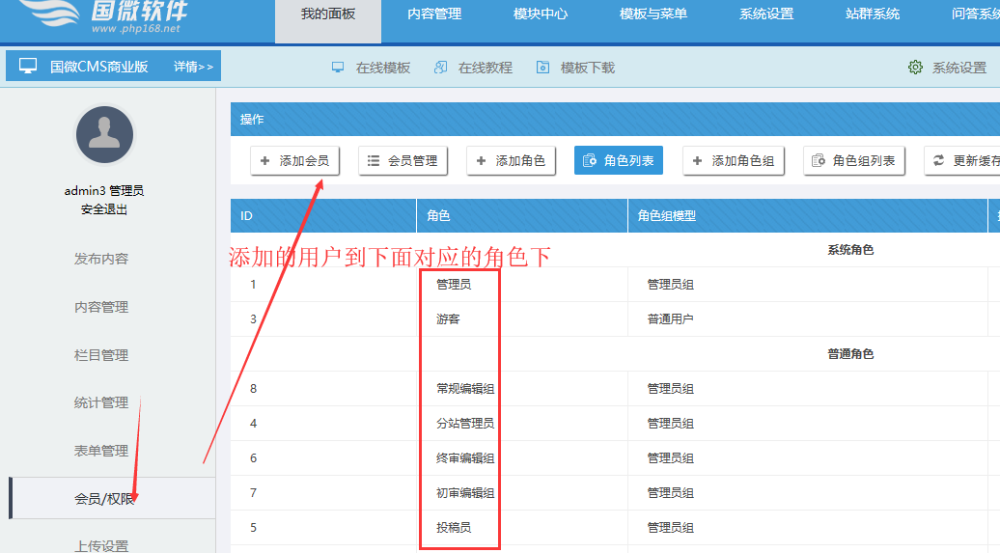 国微软件
www.php168.net
我的面板 内容管理 模块中心 模板与菜单 系统设置 站群系统 问答系统
国微CMS商业版 详情>> 在线模板 在线教程 模板下载 系统设置
操作
添加会员 会员管理 添加角色 角色列表 添加角色组 角色组列表 更新缓存
admin3 管理员
安全退出
ID 角色 角色组模型
系统角色
添加的用户到下面对应的角色下
发布内容
1 管理员 管理员组
内容管理
3 游客 普通用户
栏目管理
普通角色
8 常规编辑组 管理员组
统计管理
4 分站管理员 管理员组
表单管理
6 终审编辑组 管理员组
会员/权限
7 初审编辑组 管理员组
5 投稿员 管理员组
上传设置